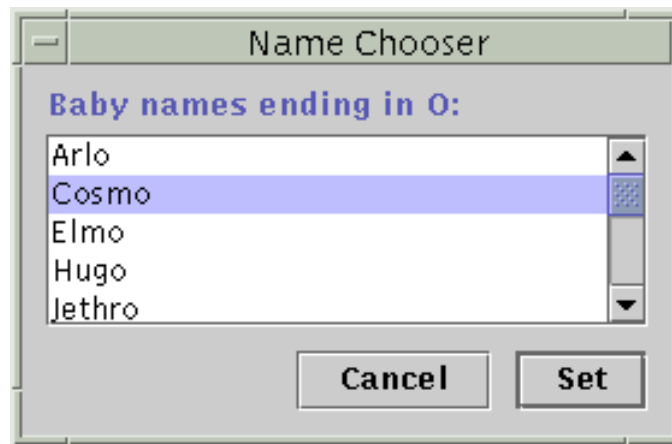 Name Chooser
Baby names ending in O:
Arlo
Cosmo
Elmo
Hugo
Jethro
Cancel Set